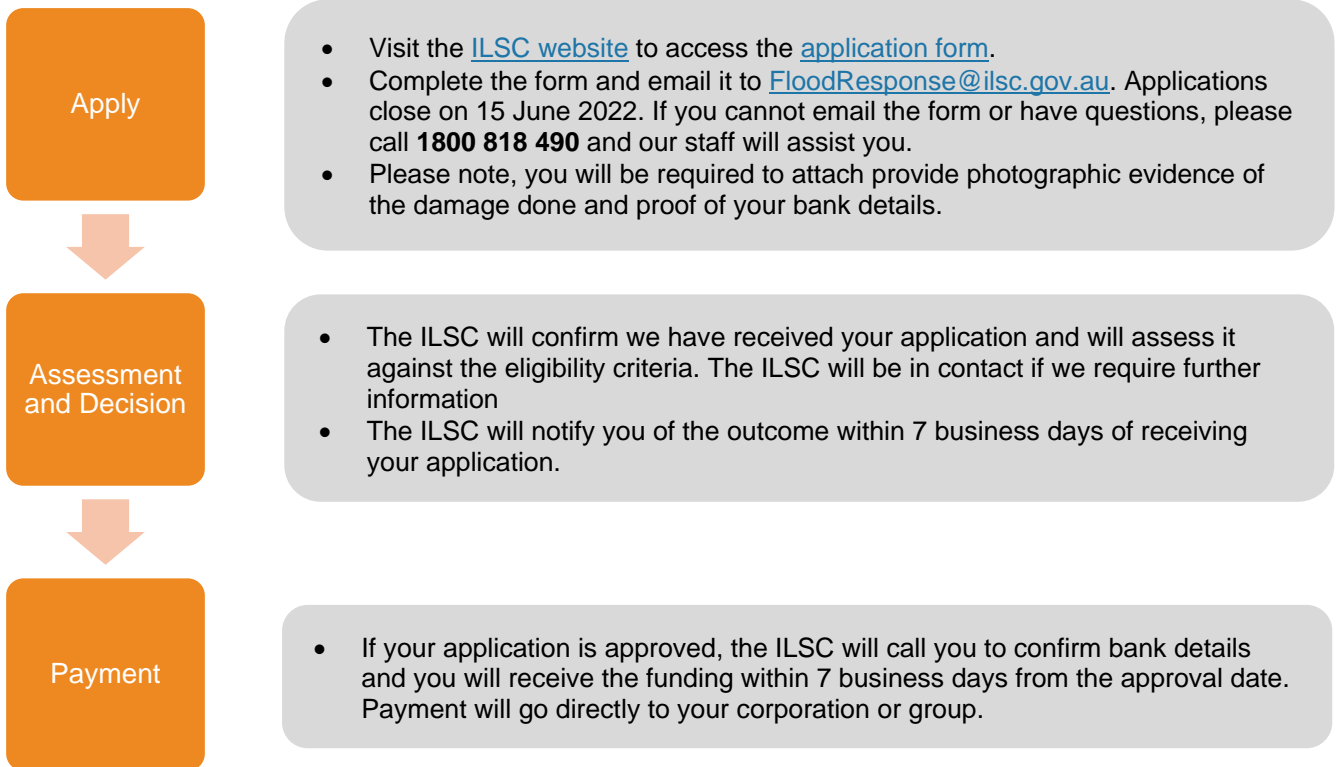 Apply
• Visit the ILSC website to access the application form.
• Complete the form and email it to FloodResponse@ilsc.gov.au. Applications
close on 15 June 2022. If you cannot email the form or have questions, please
call 1800 818 490 and our staff will assist you.
• Please note, you will be required to attach provide photographic evidence of
the damage done and proof of your bank details.
Assessment
and Decision
• The ILSC will confirm we have received your application and will assess it
against the eligibility criteria. The ILSC will be in contact if we require further
information
• The ILSC will notify you of the outcome within 7 business days of receiving
your application.
Payment
• If your application is approved, the ILSC will call you to confirm bank details
and you will receive the funding within 7 business days from the approval date.
Payment will go directly to your corporation or group.